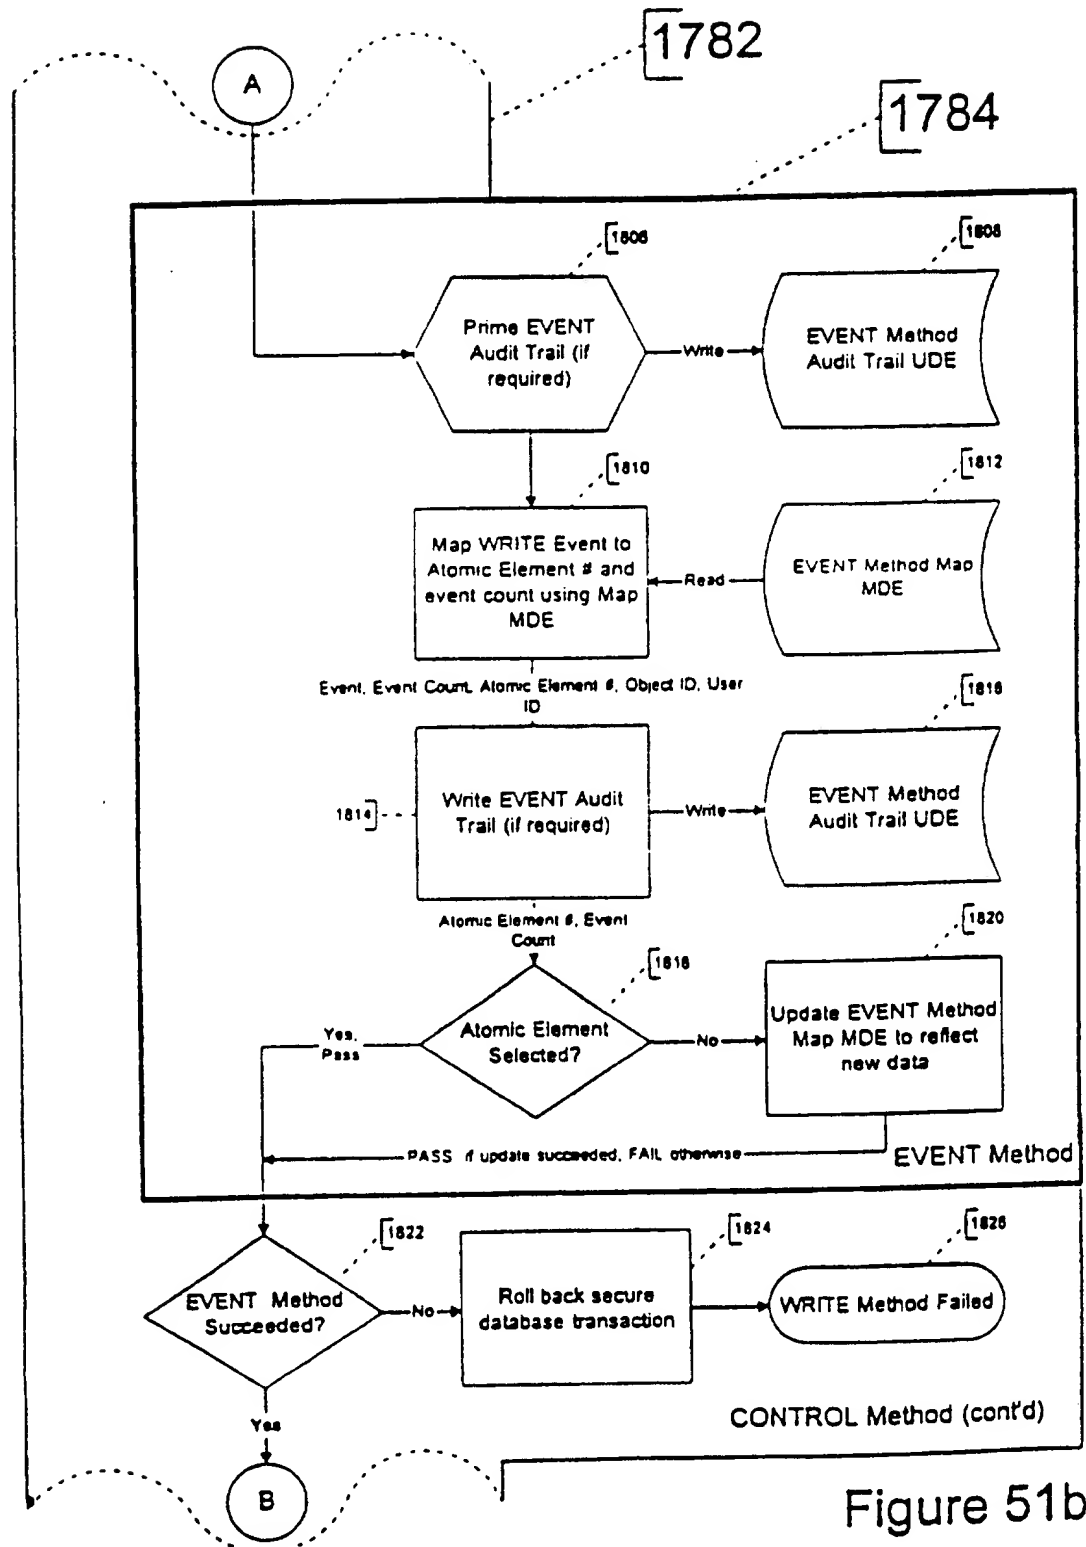 1782
A
1784
1806
1808
Prime EVENT
Audit Trail (if
required)
Write
EVENT Method
Audit Trail UDE
1810
1812
Map WRITE Event to
Atomic Element # and
event count using Map
MDE
Read
EVENT Method Map
MDE
Event, Event Count, Atomic Element #, Object ID, User
ID
1816
1814
Write EVENT Audit
Trail (if required)
Write
EVENT Method
Audit Trail UDE
Atomic Element #, Event
Count
1818
1820
Yes,
Pass
Atomic Element
Selected?
No
Update EVENT Method
Map MDE to reflect
new data
PASS if update succeeded, FAIL otherwise
EVENT Method
1822
1824
1826
EVENT Method
Succeeded?
No
Roll back secure
database transaction
WRITE Method Failed
Yes
CONTROL Method (cont'd)
B
Figure 51b